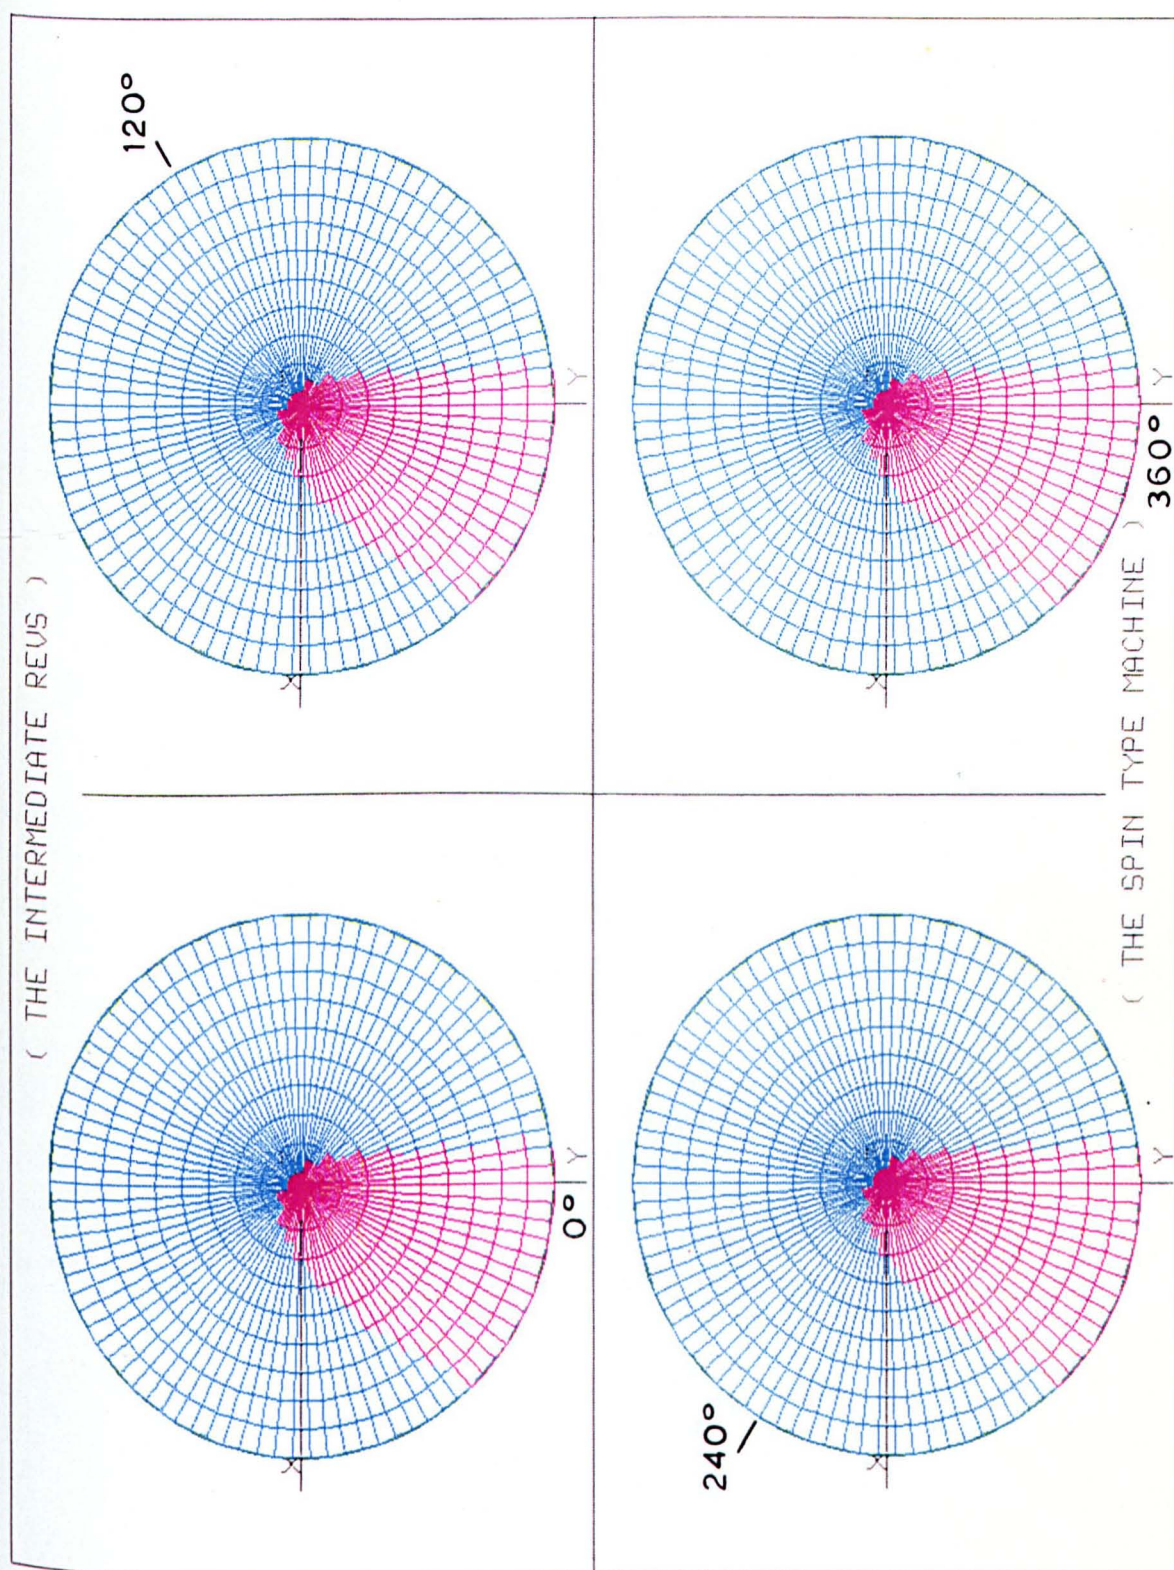 ( THE INTERMEDIATE REVS )
0°
120°
X
Y
X
Y
240°
360°
X
Y
X
Y
( THE SPIN TYPE MACHINE )